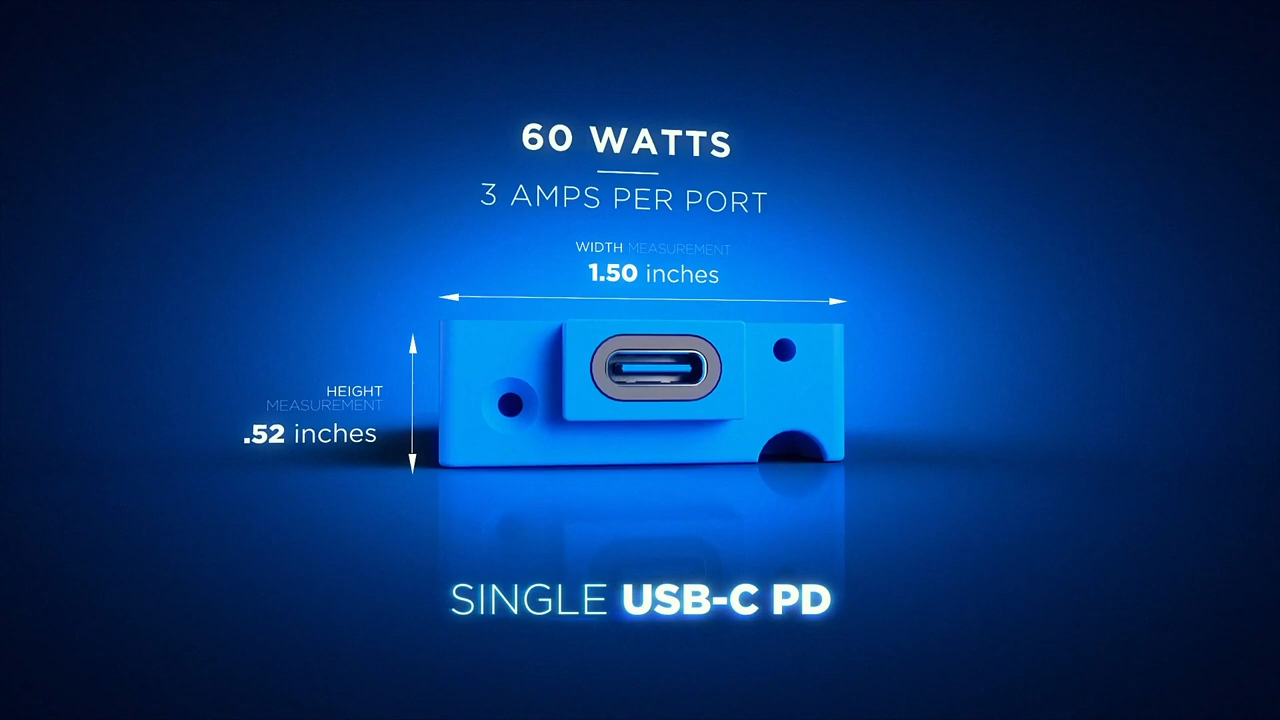 60 WATTS
3 AMPS PER PORT
WIDTH MEASUREMENT
1.50 inches
HEIGHT
MEASUREMENT
.52 inches
SINGLE USB-C PD